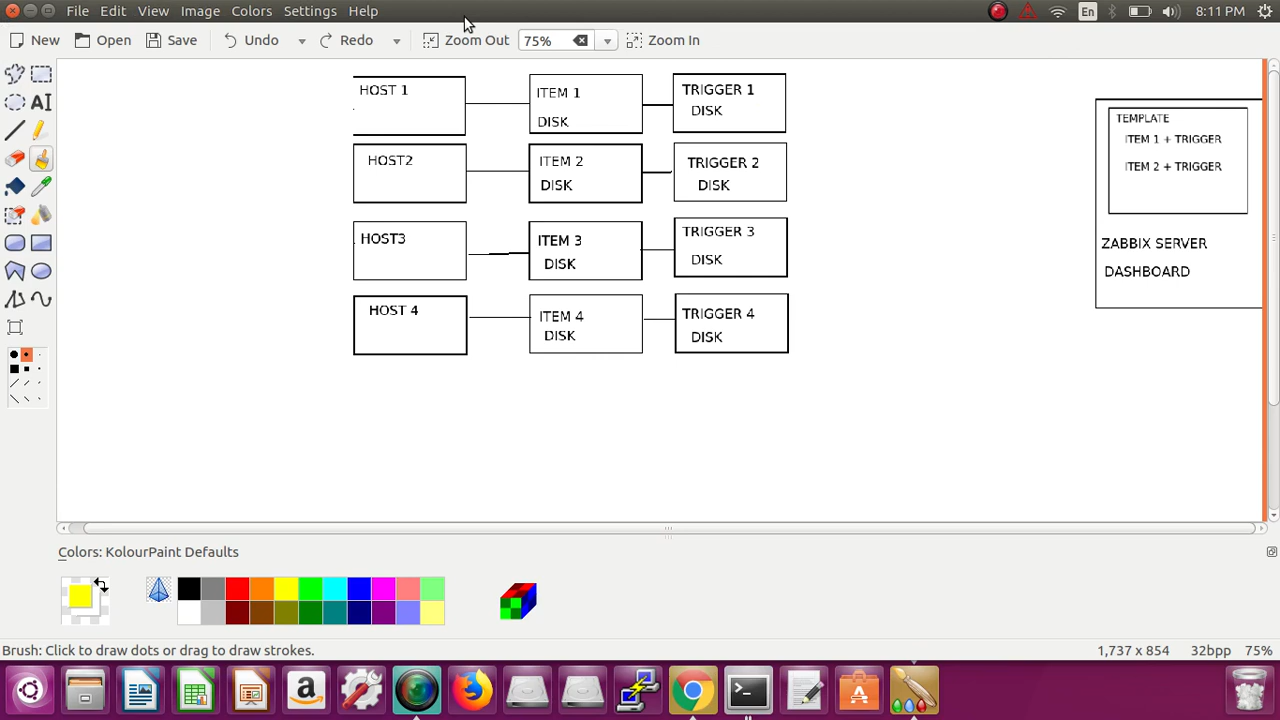 File Edit View Image Colors Settings Help
En
8:11 PM
New Open Save Undo Redo Zoom Out 75% Zoom In
HOST 1
ITEM 1
DISK
TRIGGER 1
DISK
HOST2
ITEM 2
DISK
TRIGGER 2
DISK
HOST3
ITEM 3
DISK
TRIGGER 3
DISK
HOST 4
ITEM 4
DISK
TRIGGER 4
DISK
TEMPLATE
ITEM 1 + TRIGGER
ITEM 2 + TRIGGER
ZABBIX SERVER
DASHBOARD
Colors: KolourPaint Defaults
Brush: Click to draw dots or drag to draw strokes.
1,737 x 854
32bpp
75%